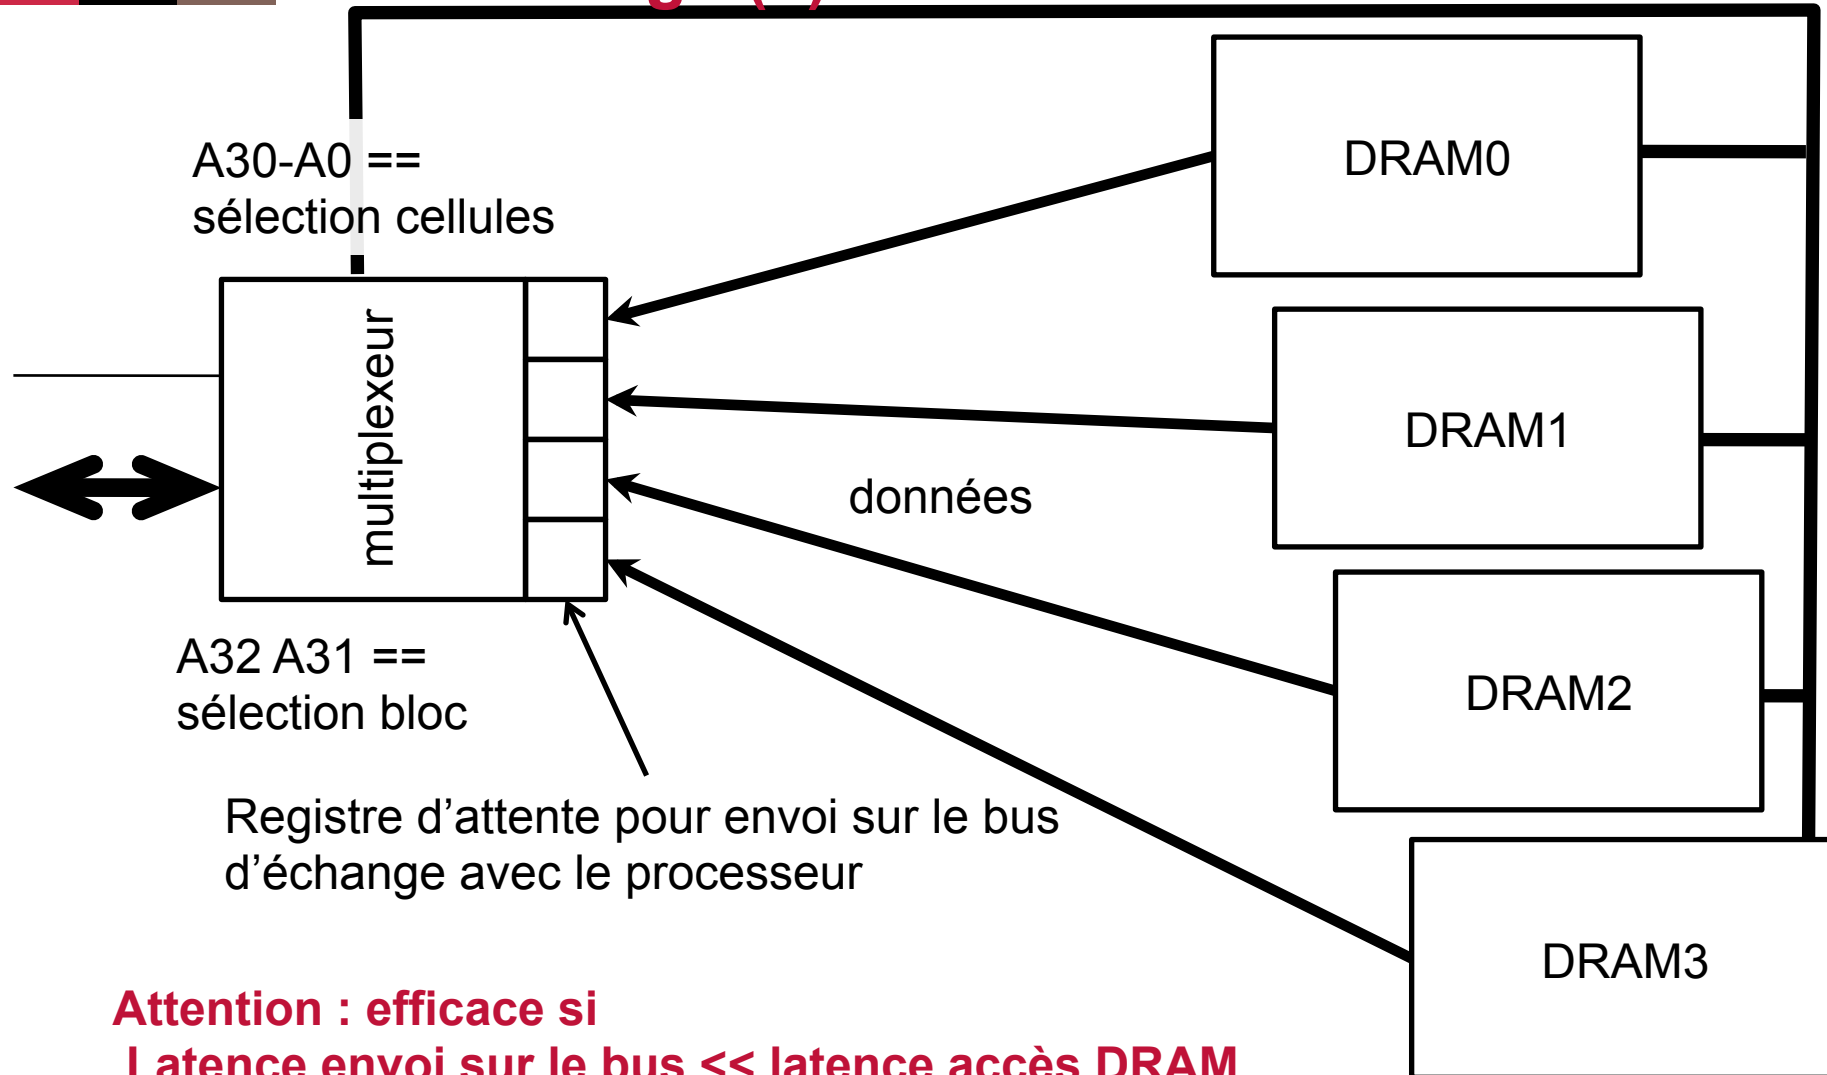 A30-A0 ==
sélection cellules
DRAM0
multiplexeur
DRAM1
données
A32 A31 ==
sélection bloc
DRAM2
Registre d’attente pour envoi sur le bus
d’échange avec le processeur
DRAM3
Attention : efficace si
Latence envoi sur le bus << latence accès DRAM